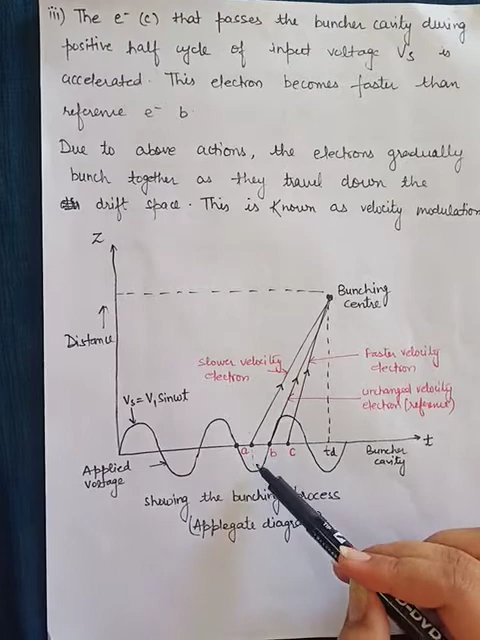 iii) The e⁻ (c) that passes the buncher cavity during
positive half cycle of input voltage Vs is
accelerated. This electron becomes faster than
reference e⁻ b.
Due to above actions, the electrons gradually
bunch together as they travel down the
drift space. This is known as velocity modulation
Z
Bunching
centre
Distance
slower velocity
electron
Faster velocity
electron
unchanged velocity
electron (reference)
Vs = V₁ sinωt
a b c td
t
Buncher
cavity
Applied
voltage
showing the bunching process
(Applegate